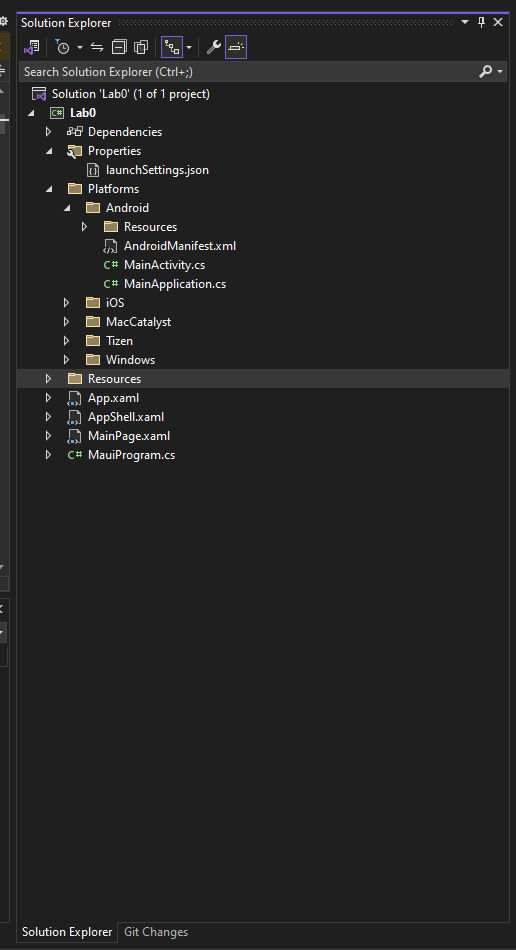 Solution Explorer
Search Solution Explorer (Ctrl+;)
Solution 'Lab0' (1 of 1 project)
C# Lab0
Dependencies
Properties
launchSettings.json
Platforms
Android
Resources
AndroidManifest.xml
C# MainActivity.cs
C# MainApplication.cs
iOS
MacCatalyst
Tizen
Windows
Resources
App.xaml
AppShell.xaml
MainPage.xaml
C# MauiProgram.cs
Solution Explorer Git Changes